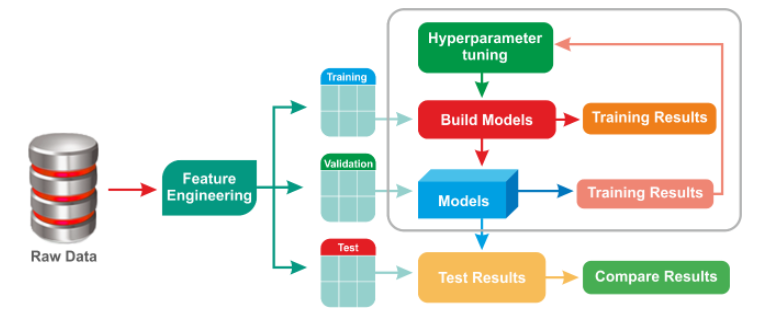 Hyperparameter
tuning
Training
Build Models
Training Results
Feature
Engineering
Validation
Models
Training Results
Raw Data
Test
Test Results
Compare Results